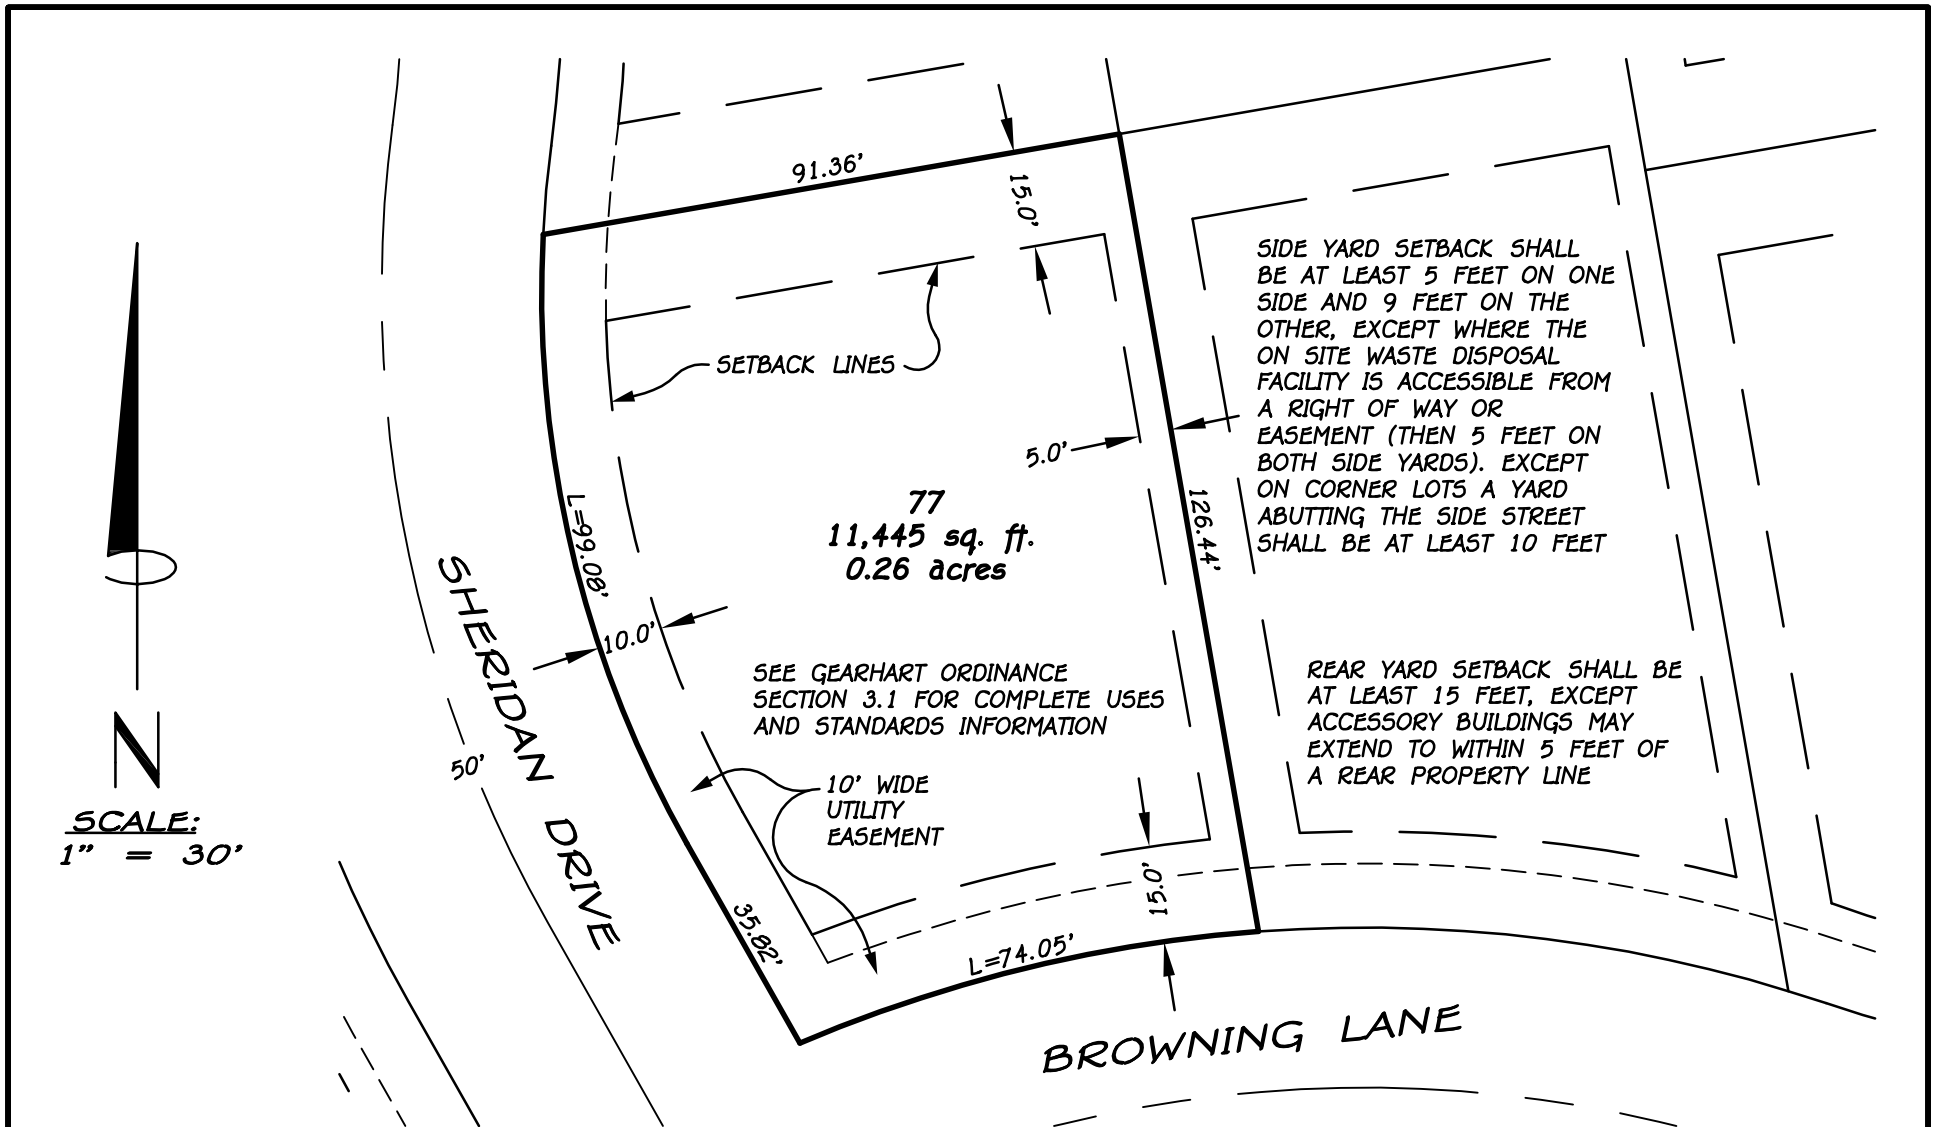 91.36'
15.0'
SIDE YARD SETBACK SHALL
BE AT LEAST 5 FEET ON ONE
SIDE AND 9 FEET ON THE
OTHER, EXCEPT WHERE THE
ON SITE WASTE DISPOSAL
FACILITY IS ACCESSIBLE FROM
A RIGHT OF WAY OR
EASEMENT (THEN 5 FEET ON
BOTH SIDE YARDS). EXCEPT
ON CORNER LOTS A YARD
ABUTTING THE SIDE STREET
SHALL BE AT LEAST 10 FEET
SETBACK LINES
5.0'
77
11,445 sq. ft.
0.26 acres
L=99.08'
126.44'
10.0'
SEE GEARHART ORDINANCE
SECTION 3.1 FOR COMPLETE USES
AND STANDARDS INFORMATION
REAR YARD SETBACK SHALL BE
AT LEAST 15 FEET, EXCEPT
ACCESSORY BUILDINGS MAY
EXTEND TO WITHIN 5 FEET OF
A REAR PROPERTY LINE
SHERIDAN DRIVE
50'
N
SCALE:
1" = 30'
10' WIDE
UTILITY
EASEMENT
15.0'
35.82'
L=74.05'
BROWNING LANE